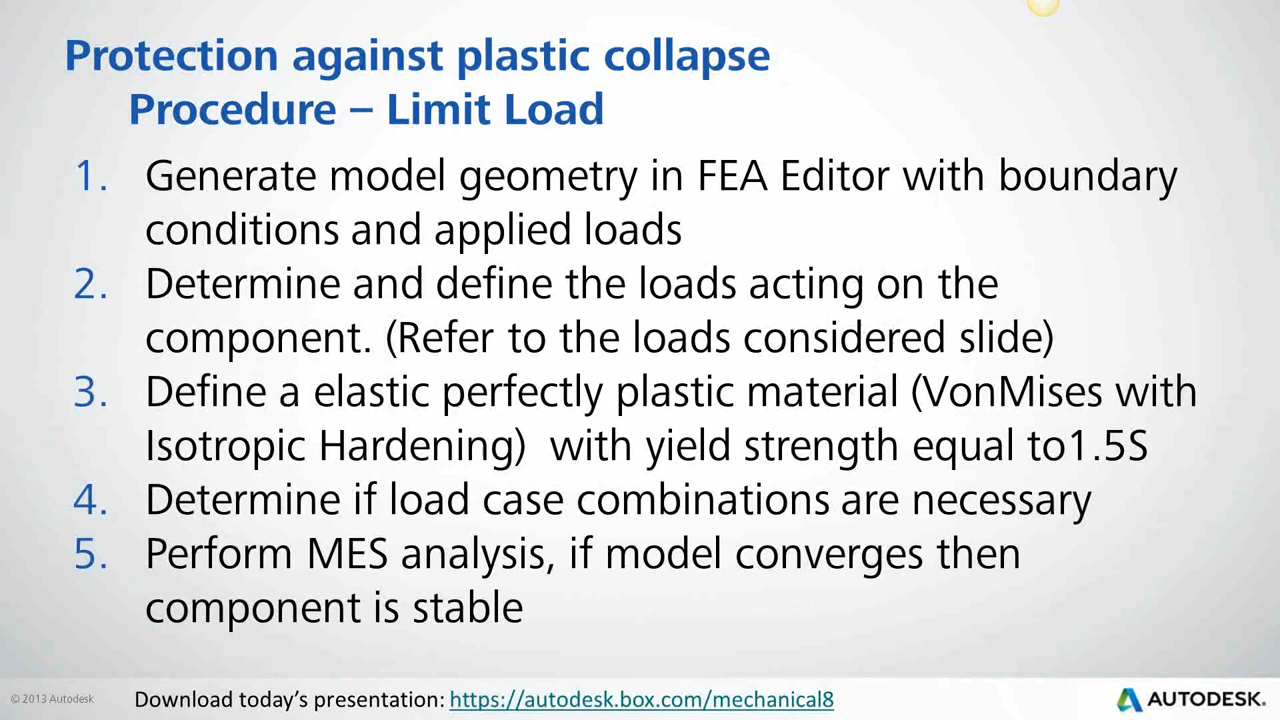 Protection against plastic collapse
Procedure – Limit Load
1. Generate model geometry in FEA Editor with boundary
conditions and applied loads
2. Determine and define the loads acting on the
component. (Refer to the loads considered slide)
3. Define a elastic perfectly plastic material (VonMises with
Isotropic Hardening)  with yield strength equal to1.5S
4. Determine if load case combinations are necessary
5. Perform MES analysis, if model converges then
component is stable
© 2013 Autodesk
Download today’s presentation: https://autodesk.box.com/mechanical8
AUTODESK.